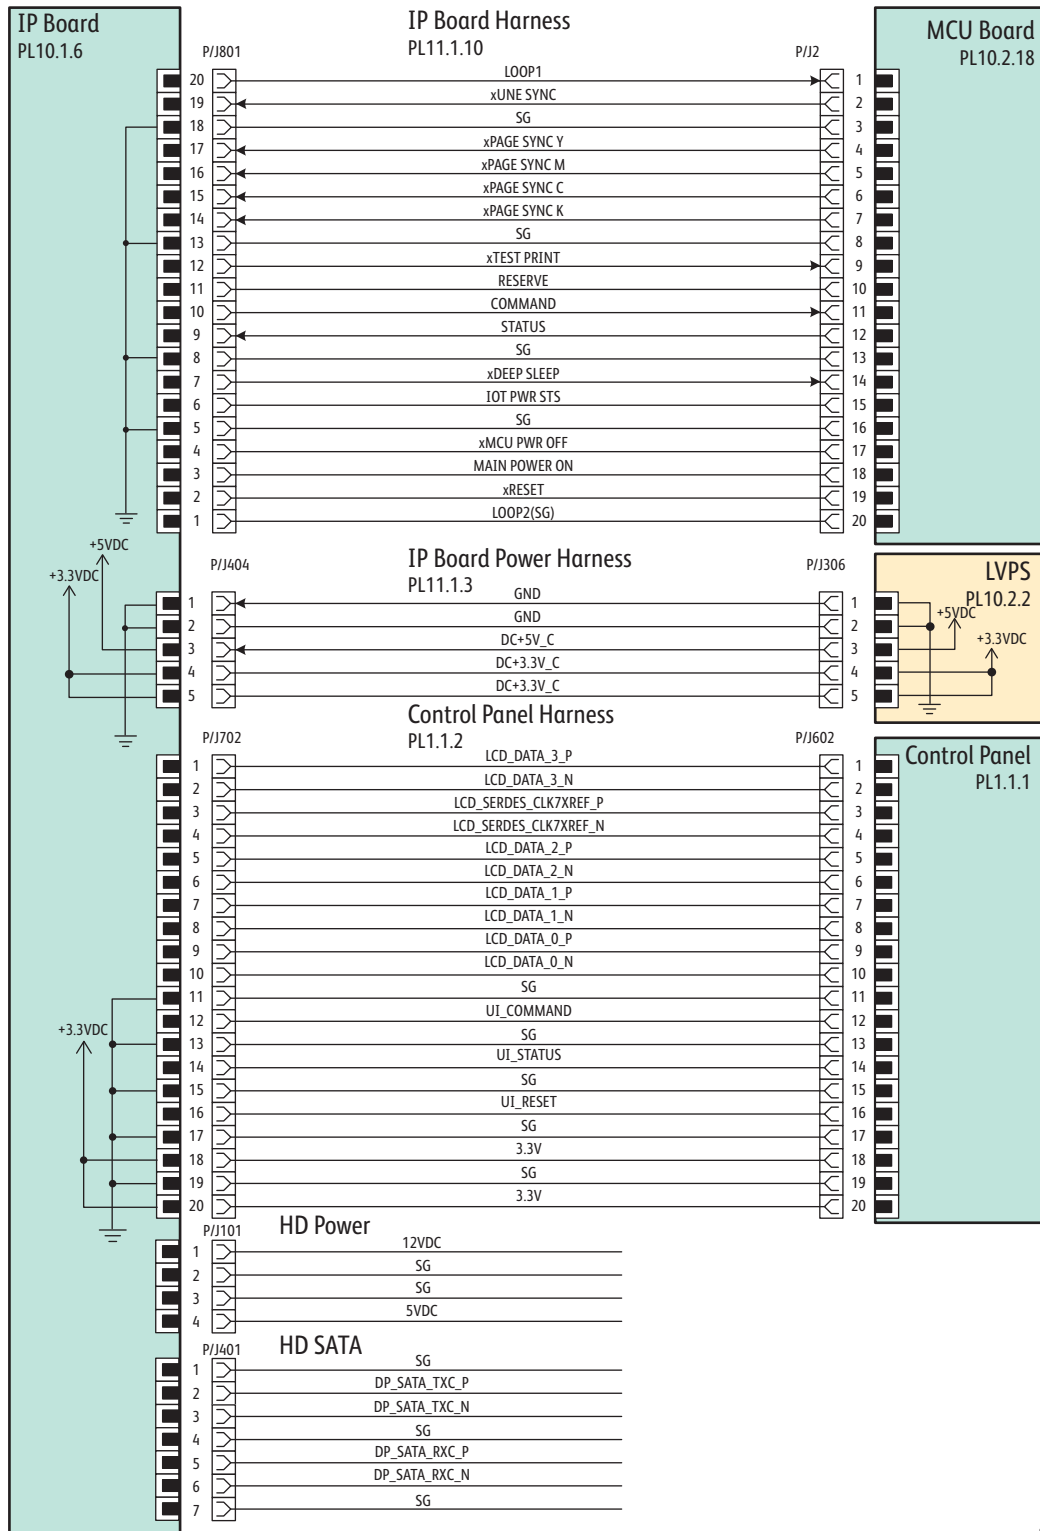 IP Board
PL10.1.6
IP Board Harness
PL11.1.10
MCU Board
PL10.2.18
P/J801
P/J2
20 LOOP1 1
19 xUNE SYNC 2
18 SG 3
17 xPAGE SYNC Y 4
16 xPAGE SYNC M 5
15 xPAGE SYNC C 6
14 xPAGE SYNC K 7
13 SG 8
12 xTEST PRINT 9
11 RESERVE 10
10 COMMAND 11
9 STATUS 12
8 SG 13
7 xDEEP SLEEP 14
6 IOT PWR STS 15
5 SG 16
4 xMCU PWR OFF 17
3 MAIN POWER ON 18
2 xRESET 19
1 LOOP2(SG) 20
+5VDC
+3.3VDC
P/J404
IP Board Power Harness
PL11.1.3
P/J306
LVPS
PL10.2.2
+5VDC
+3.3VDC
1 GND 1
2 GND 2
3 DC+5V_C 3
4 DC+3.3V_C 4
5 DC+3.3V_C 5
Control Panel Harness
PL1.1.2
P/J702
P/J602
Control Panel
PL1.1.1
1 LCD_DATA_3_P 1
2 LCD_DATA_3_N 2
3 LCD_SERDES_CLK7XREF_P 3
4 LCD_SERDES_CLK7XREF_N 4
5 LCD_DATA_2_P 5
6 LCD_DATA_2_N 6
7 LCD_DATA_1_P 7
8 LCD_DATA_1_N 8
9 LCD_DATA_0_P 9
10 LCD_DATA_0_N 10
11 SG 11
12 UI_COMMAND 12
+3.3VDC
13 SG 13
14 UI_STATUS 14
15 SG 15
16 UI_RESET 16
17 SG 17
18 3.3V 18
19 SG 19
20 3.3V 20
P/J101
HD Power
1 12VDC
2 SG
3 SG
4 5VDC
P/J401
HD SATA
1 SG
2 DP_SATA_TXC_P
3 DP_SATA_TXC_N
4 SG
5 DP_SATA_RXC_P
6 DP_SATA_RXC_N
7 SG